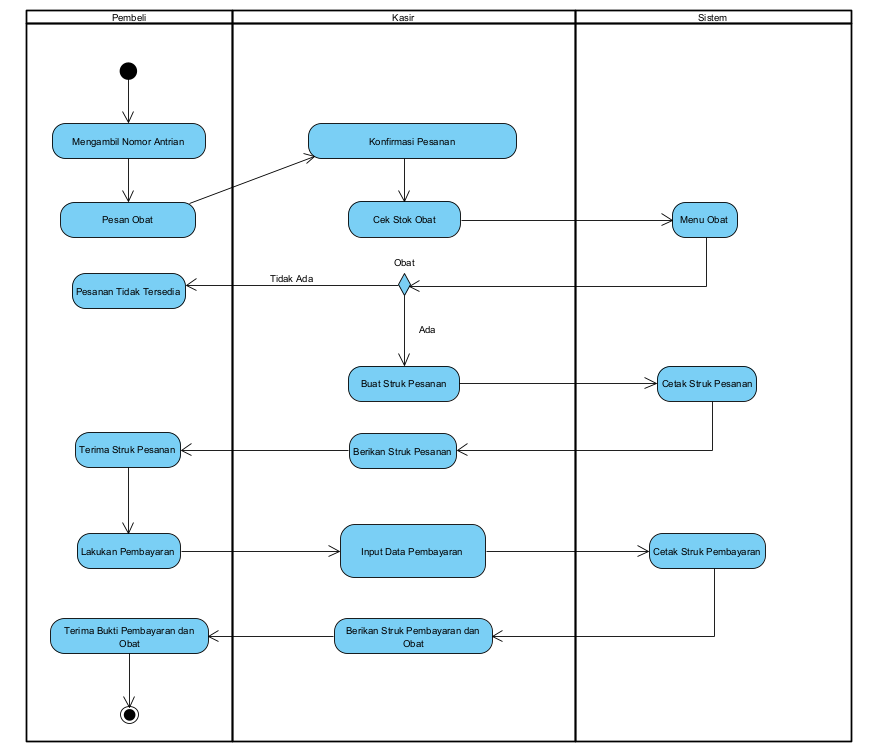 Pembeli
Kasir
Sistem
Mengambil Nomor Antrian
Konfirmasi Pesanan
Pesan Obat
Cek Stok Obat
Menu Obat
Obat
Tidak Ada
Pesanan Tidak Tersedia
Ada
Buat Struk Pesanan
Cetak Struk Pesanan
Terima Struk Pesanan
Berikan Struk Pesanan
Lakukan Pembayaran
Input Data Pembayaran
Cetak Struk Pembayaran
Terima Bukti Pembayaran dan
Obat
Berikan Struk Pembayaran dan
Obat